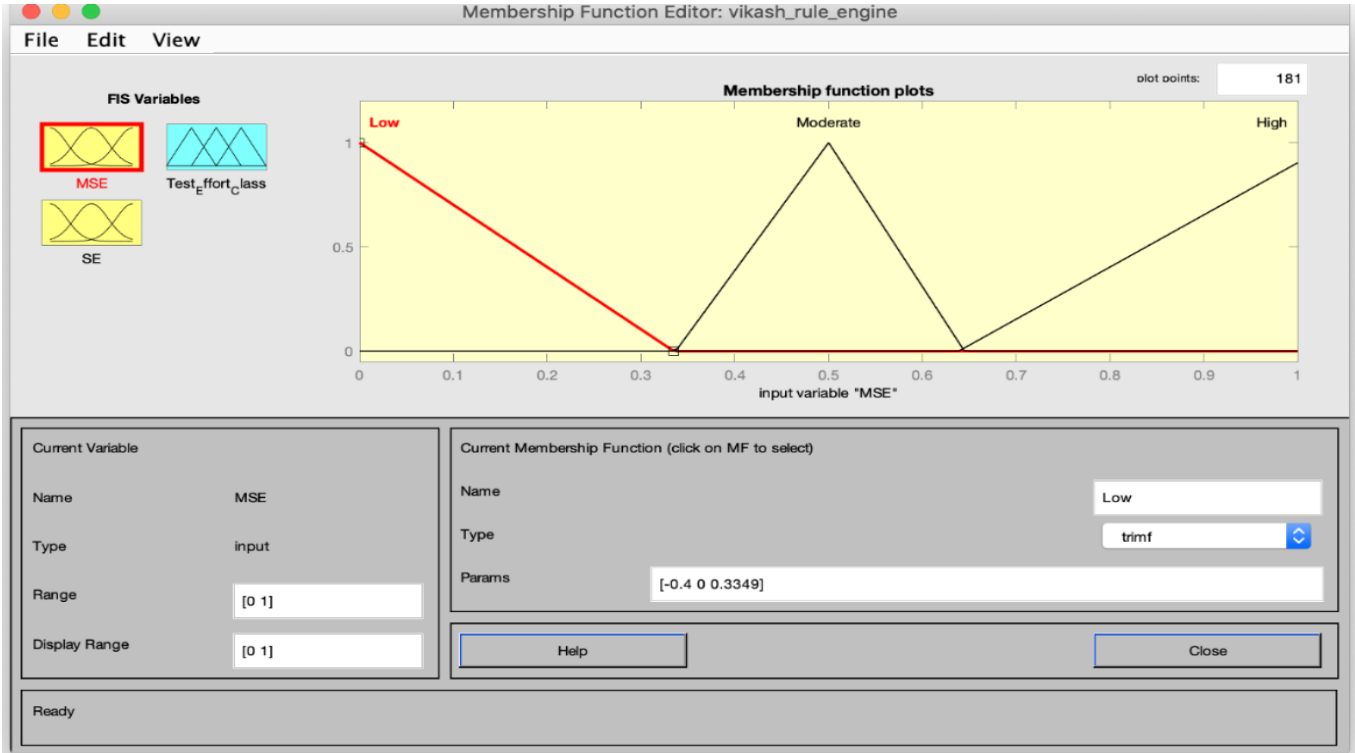 Membership Function Editor: vikash_rule_engine
File Edit View
FIS Variables
MSE
Test_Effort_Class
SE
plot points: 181
Membership function plots
Low Moderate High
1
0.5
0
0 0.1 0.2 0.3 0.4 0.5 0.6 0.7 0.8 0.9 1
input variable "MSE"
Current Variable
Name MSE
Type input
Range [0 1]
Display Range [0 1]
Current Membership Function (click on MF to select)
Name Low
Type trimf
Params [-0.4 0 0.3349]
Help Close
Ready